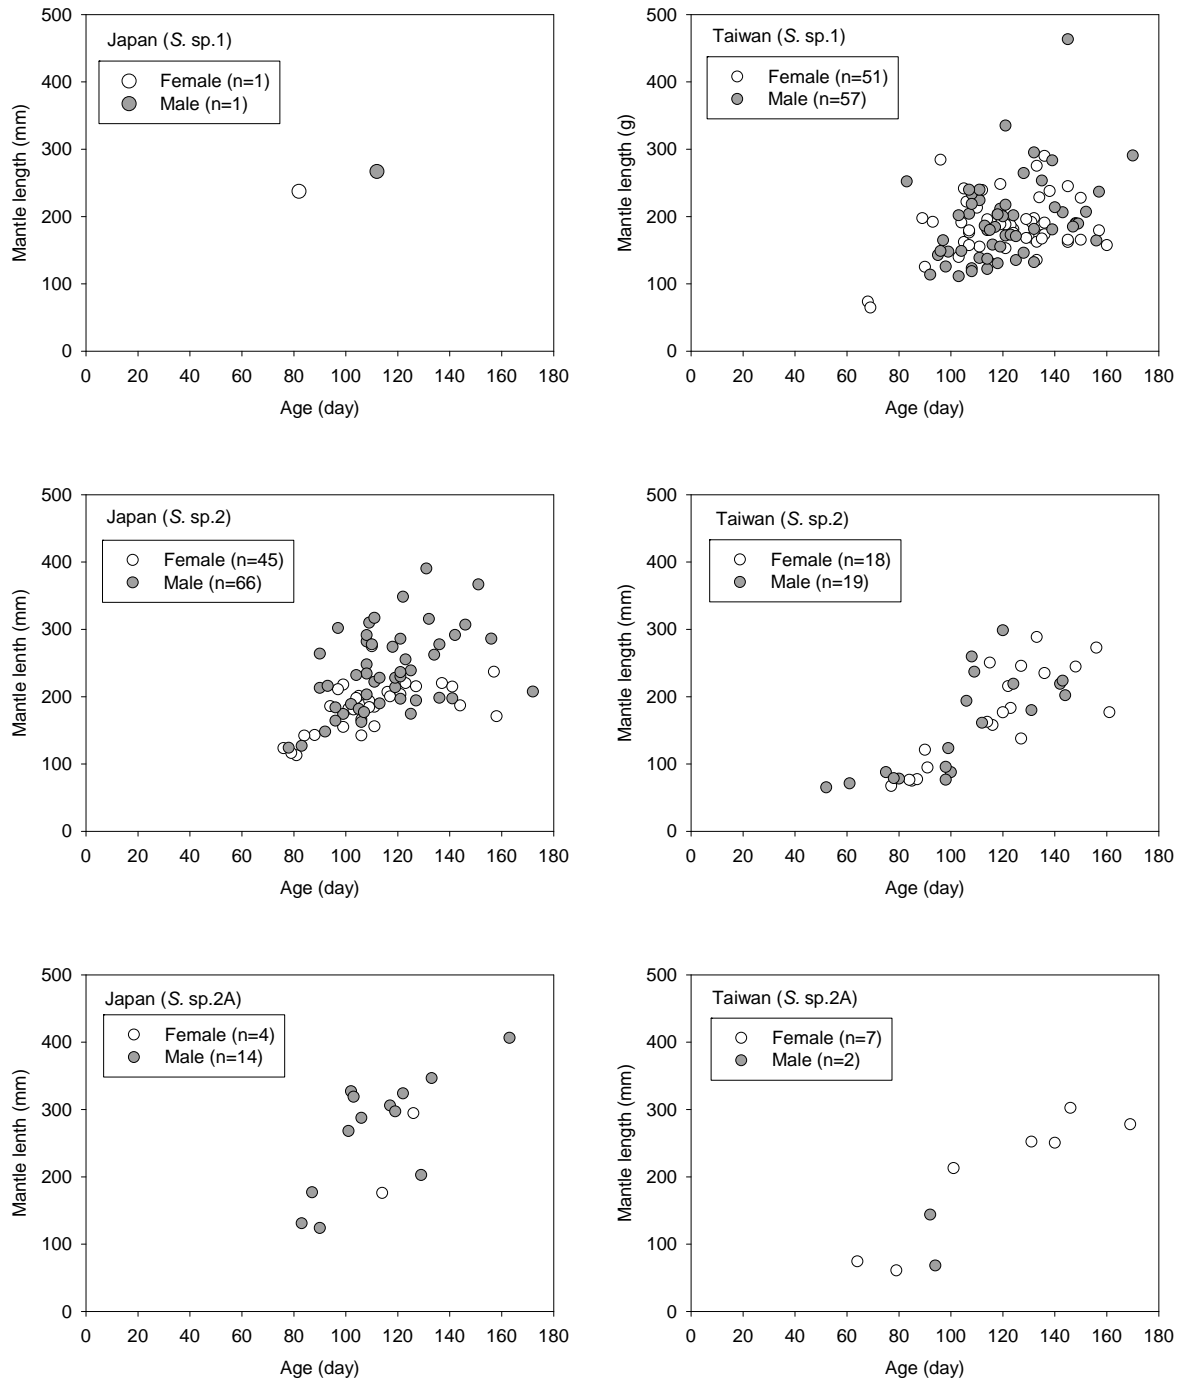 Japan (S. sp.1)
Female (n=1)
Male (n=1)
Mantle length (mm)
500
400
300
200
100
0
0 20 40 60 80 100 120 140 160 180
Age (day)
Taiwan (S. sp.1)
Female (n=51)
Male (n=57)
Mantle length (g)
500
400
300
200
100
0
0 20 40 60 80 100 120 140 160 180
Age (day)
Japan (S. sp.2)
Female (n=45)
Male (n=66)
Mantle lenth (mm)
500
400
300
200
100
0
0 20 40 60 80 100 120 140 160 180
Age (day)
Taiwan (S. sp.2)
Female (n=18)
Male (n=19)
Mantle length (mm)
500
400
300
200
100
0
0 20 40 60 80 100 120 140 160 180
Age (day)
Japan (S. sp.2A)
Female (n=4)
Male (n=14)
Mantle lenth (mm)
500
400
300
200
100
0
0 20 40 60 80 100 120 140 160 180
Age (day)
Taiwan (S. sp.2A)
Female (n=7)
Male (n=2)
Mantle length (mm)
500
400
300
200
100
0
0 20 40 60 80 100 120 140 160 180
Age (day)